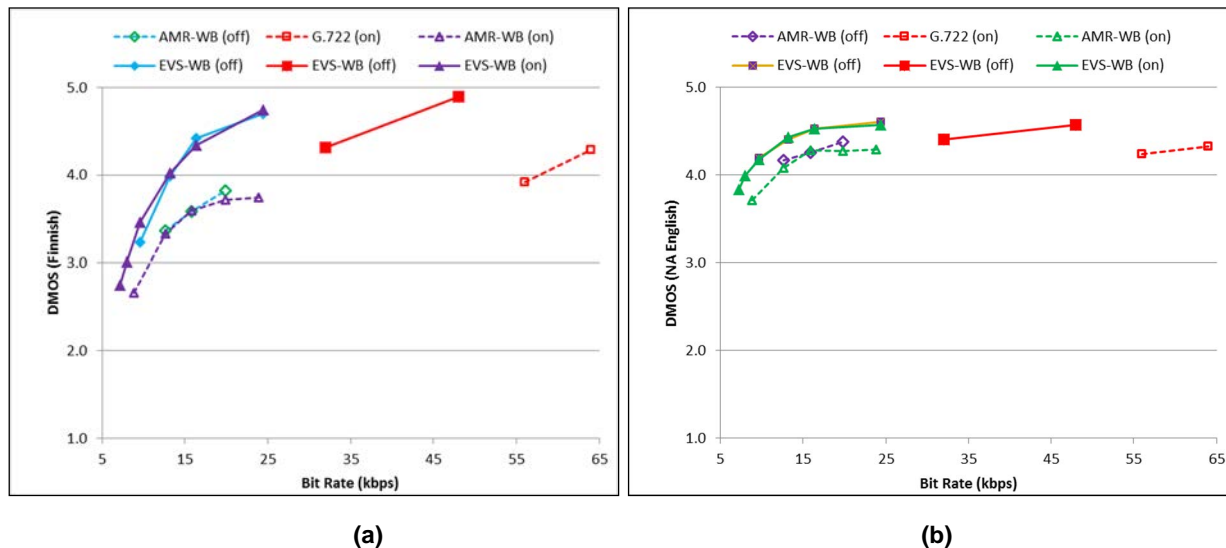 AMR-WB (off) G.722 (on) AMR-WB (on)
EVS-WB (off) EVS-WB (off) EVS-WB (on)
5.0
4.0
3.0
2.0
1.0
DMOS (Finnish)
5 15 25 35 45 55 65
Bit Rate (kbps)
(a)
AMR-WB (off) G.722 (on) AMR-WB (on)
EVS-WB (off) EVS-WB (off) EVS-WB (on)
5.0
4.0
3.0
2.0
1.0
DMOS (NA English)
5 15 25 35 45 55 65
Bit Rate (kbps)
(b)